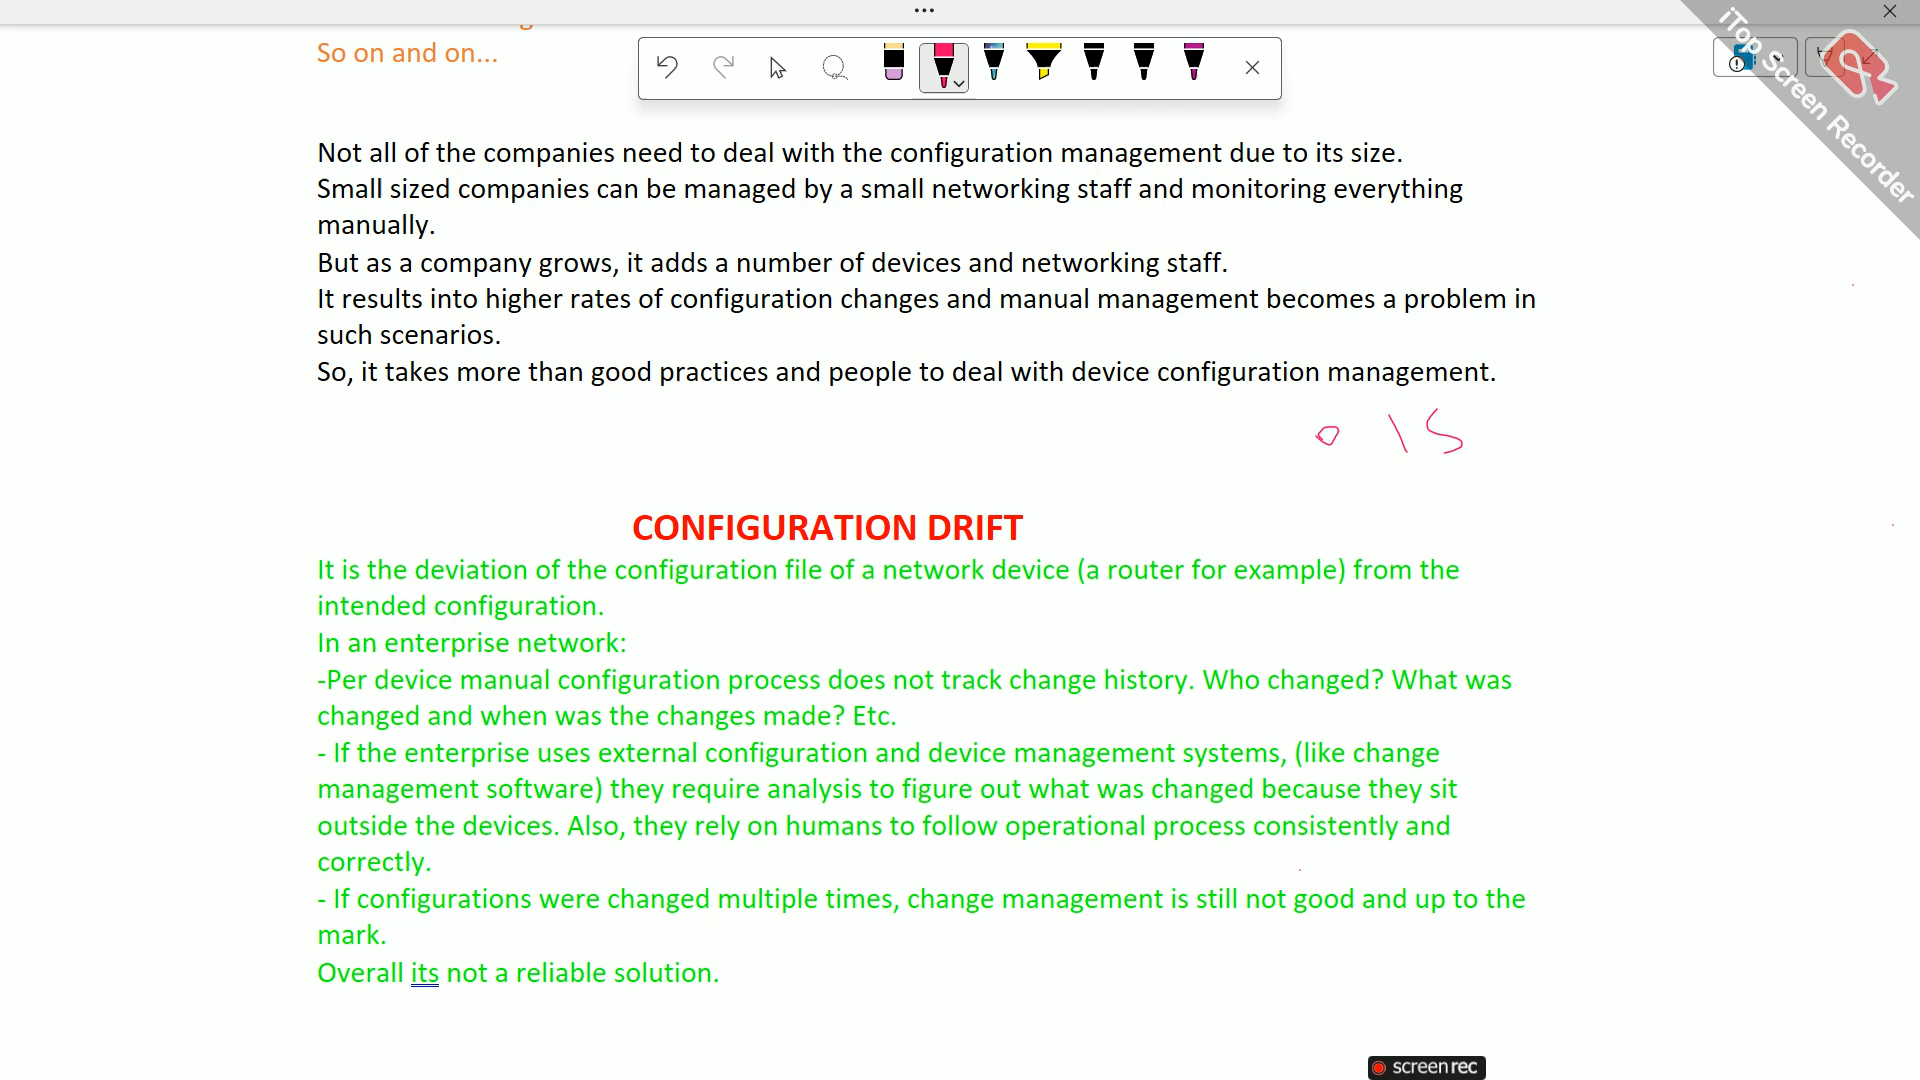 So on and on...
iTop Screen Recorder
Not all of the companies need to deal with the configuration management due to its size.
Small sized companies can be managed by a small networking staff and monitoring everything
manually.
But as a company grows, it adds a number of devices and networking staff.
It results into higher rates of configuration changes and manual management becomes a problem in
such scenarios.
So, it takes more than good practices and people to deal with device configuration management.
CONFIGURATION DRIFT
It is the deviation of the configuration file of a network device (a router for example) from the
intended configuration.
In an enterprise network:
-Per device manual configuration process does not track change history. Who changed? What was
changed and when was the changes made? Etc.
- If the enterprise uses external configuration and device management systems, (like change
management software) they require analysis to figure out what was changed because they sit
outside the devices. Also, they rely on humans to follow operational process consistently and
correctly.
- If configurations were changed multiple times, change management is still not good and up to the
mark.
Overall its not a reliable solution.
screenrec